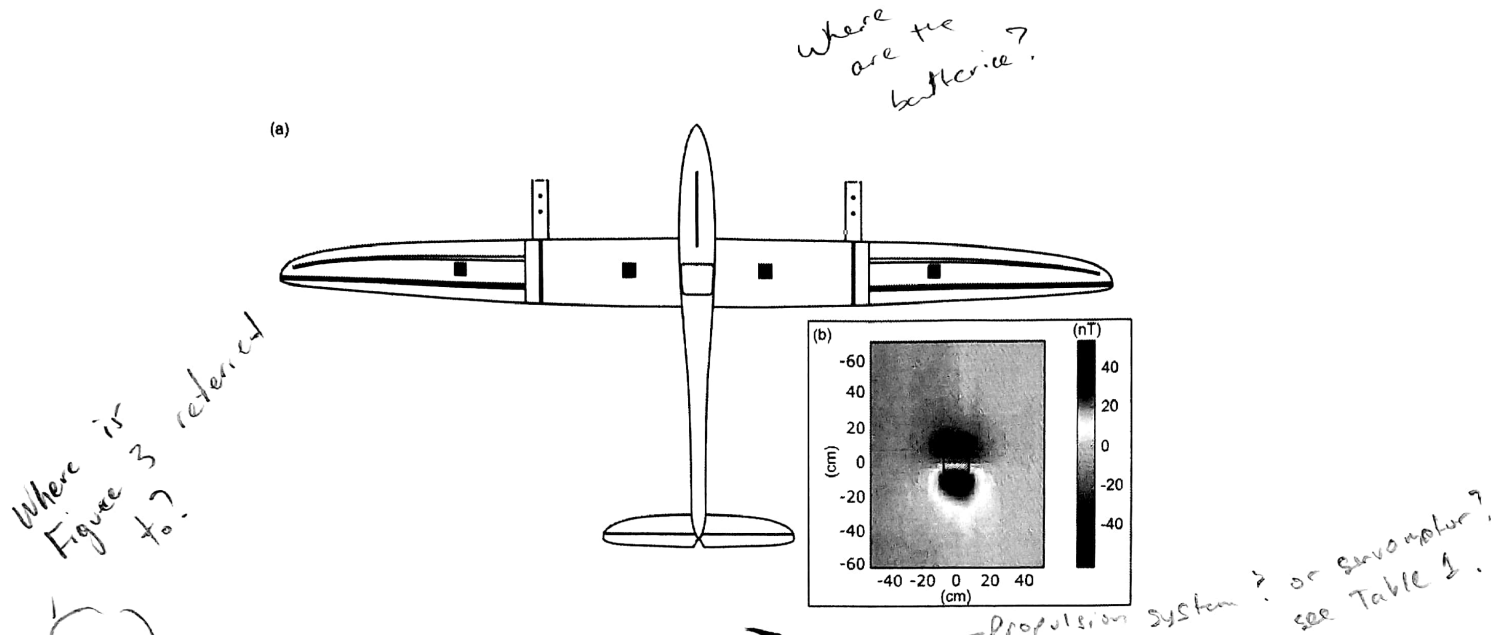 Where
are the
batterice?
(a)
(b)
(nT)
-60
40
20
0
-20
-40
-60
(cm)
40
20
0
-20
-40
-40 -20 0 20 40
(cm)
Where is
Figure 3 referred
to?
Propulsion system? or servomotor?
see Table 1.